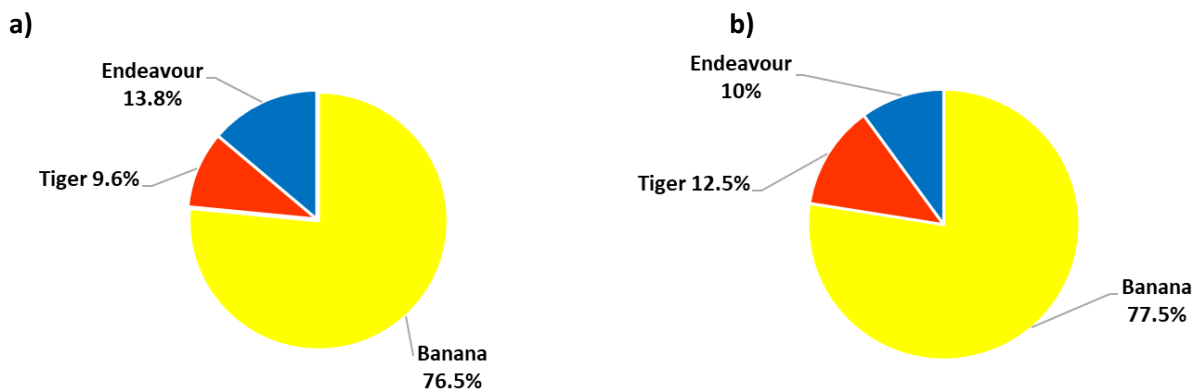 a)
Endeavour
13.8%
Tiger 9.6%
Banana
76.5%
b)
Endeavour
10%
Tiger 12.5%
Banana
77.5%